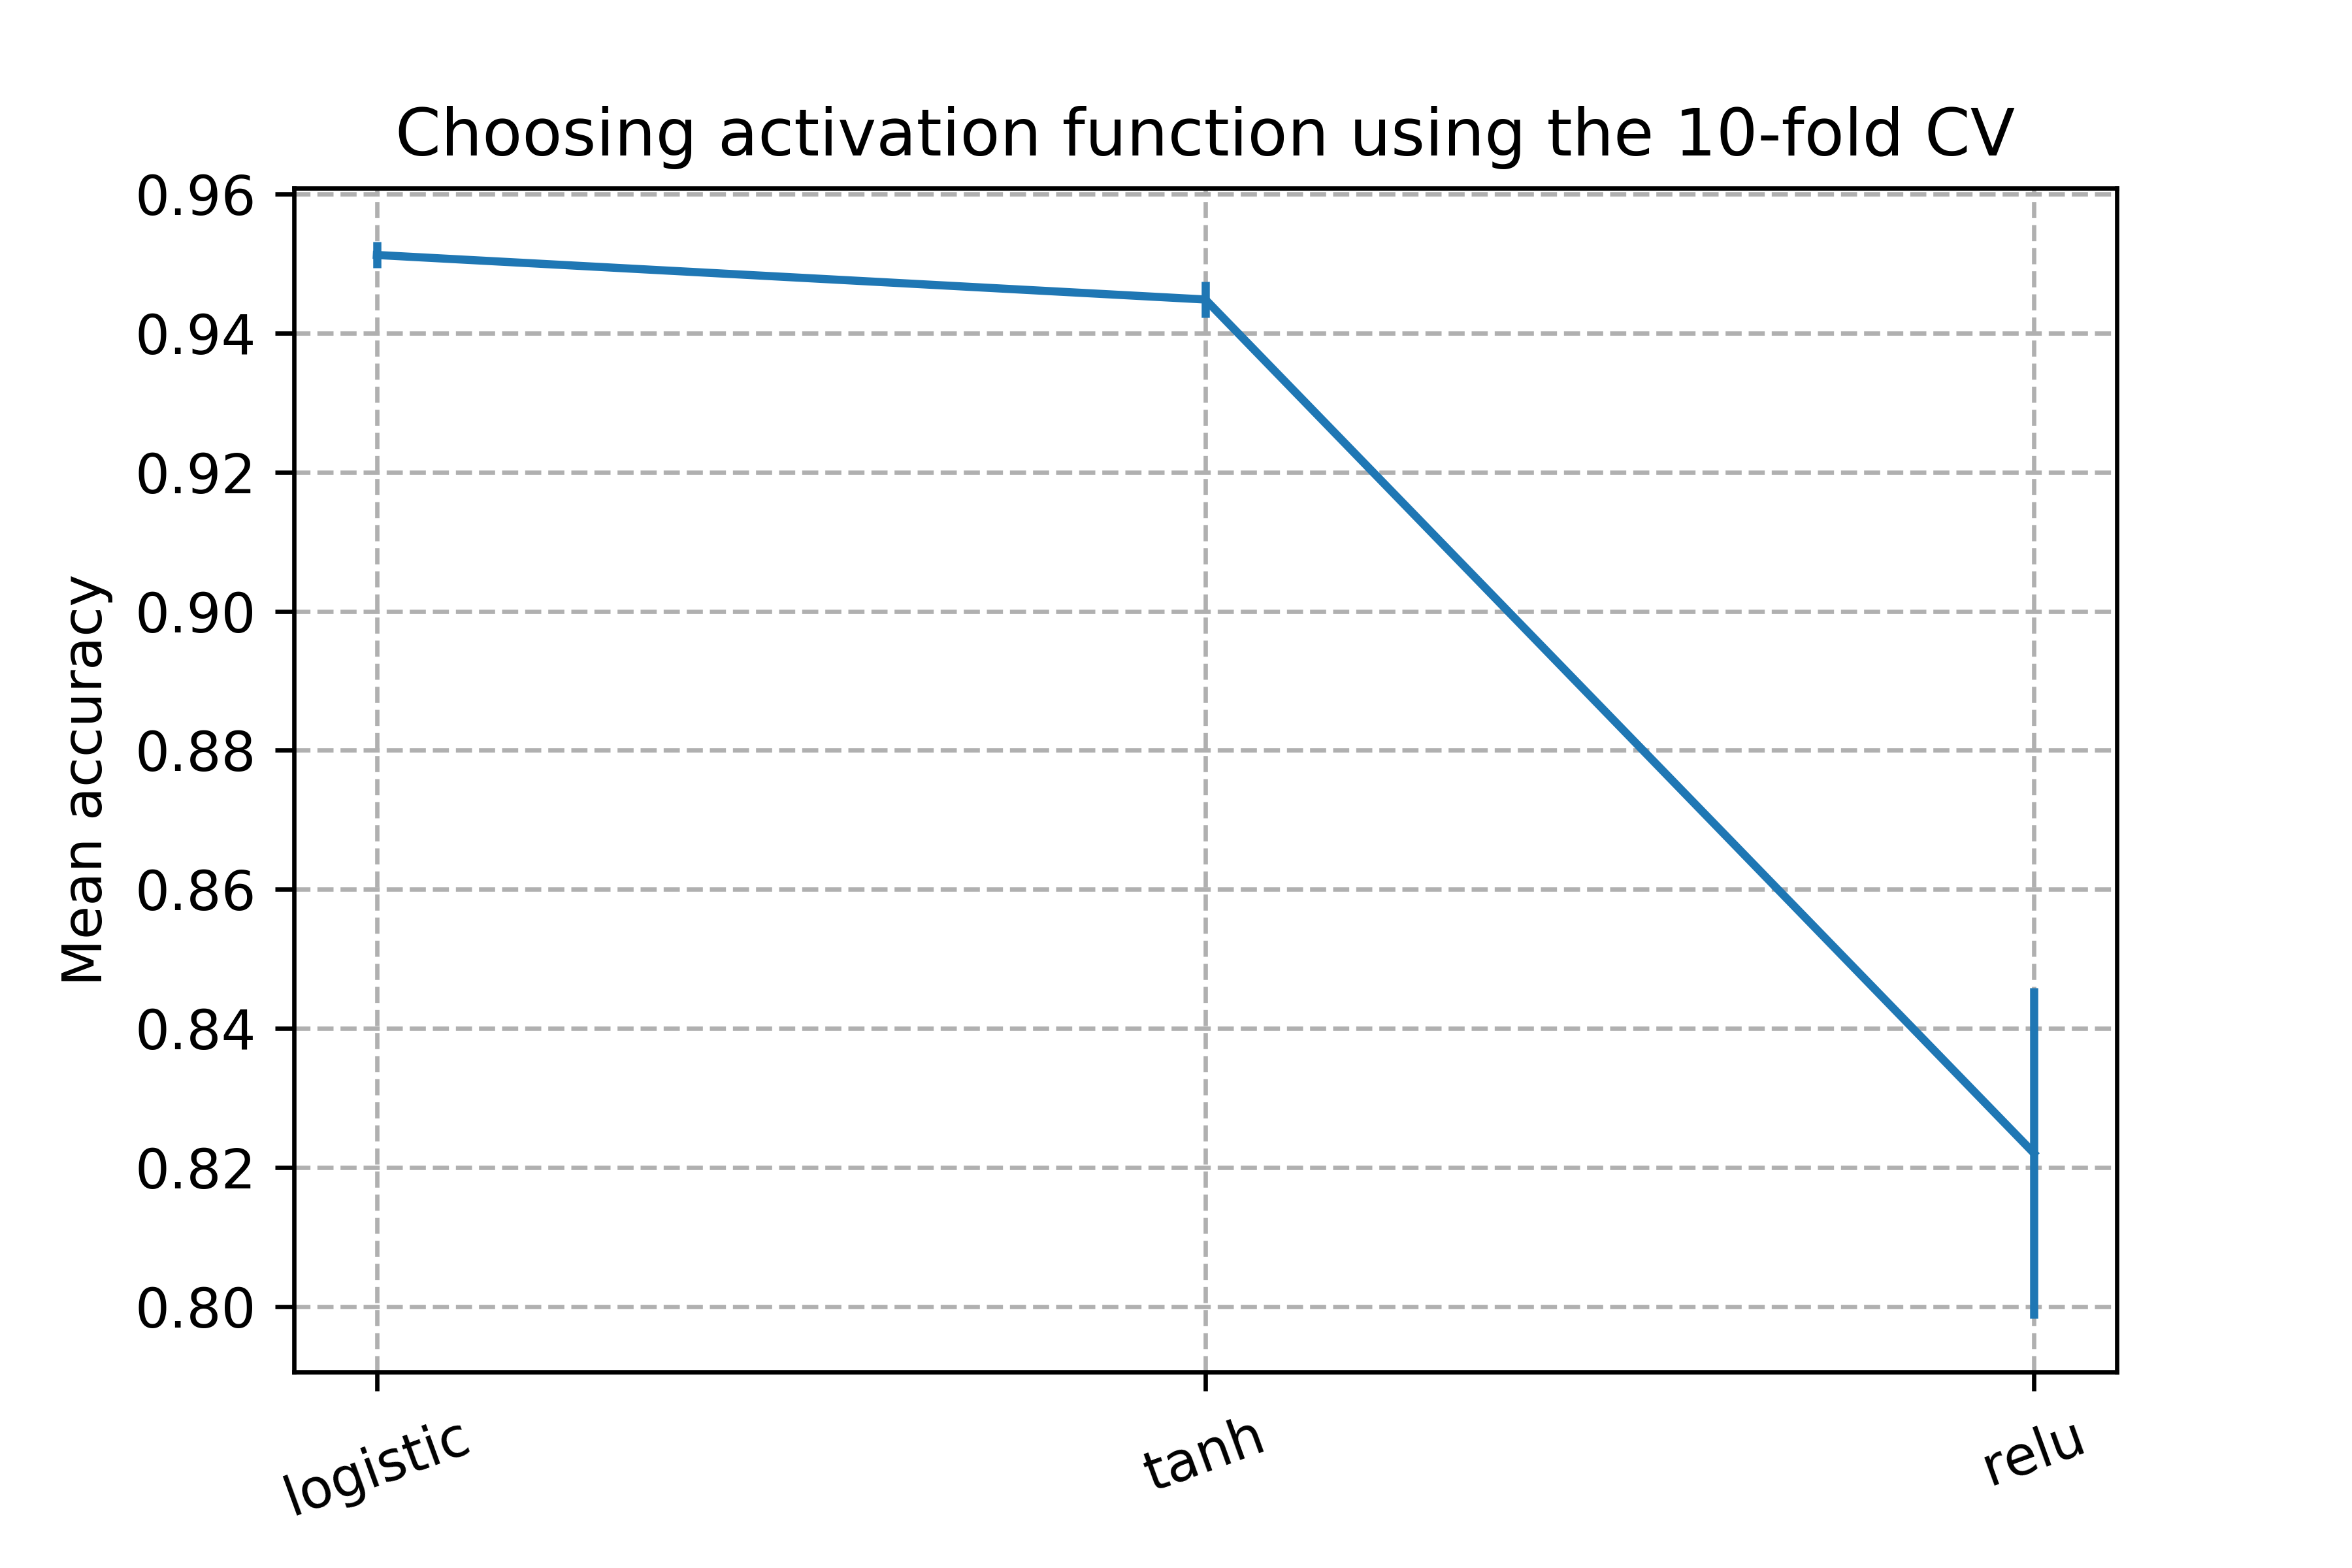 Choosing activation function using the 10-fold CV
Mean accuracy
0.96
0.94
0.92
0.90
0.88
0.86
0.84
0.82
0.80
logistic
tanh
relu